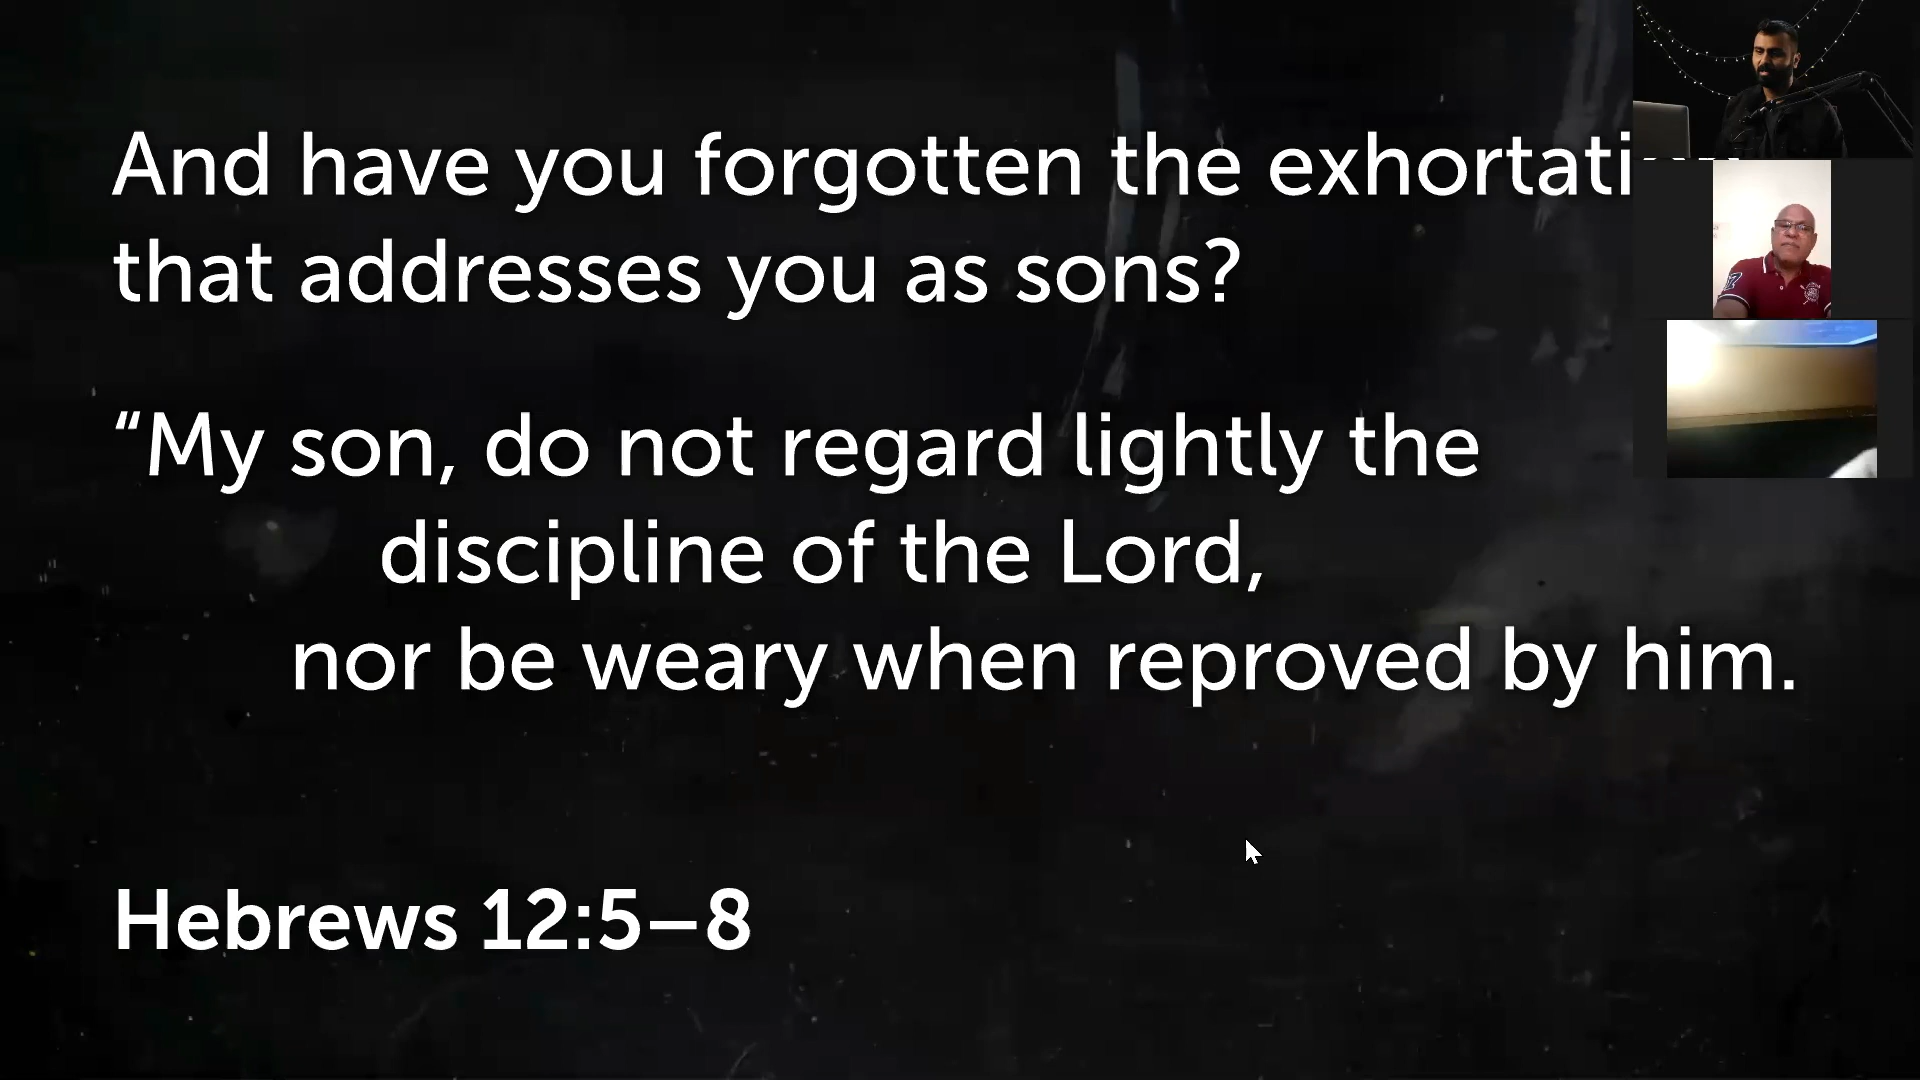 And have you forgotten the exhortati
that addresses you as sons?
“My son, do not regard lightly the
discipline of the Lord,
nor be weary when reproved by him.
Hebrews 12:5–8